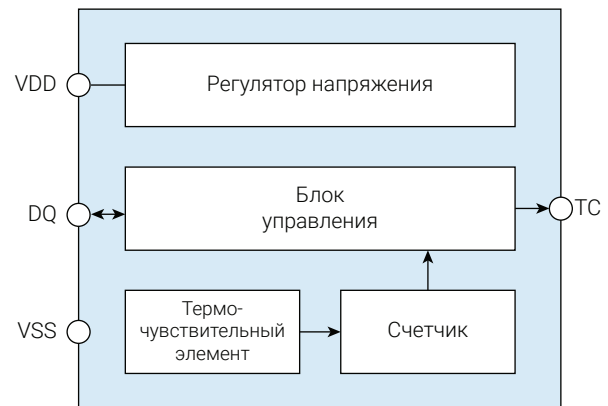 VDD
Регулятор напряжения
DQ
Блок
управления
TC
VSS
Термо-
чувствительный
элемент
Счетчик